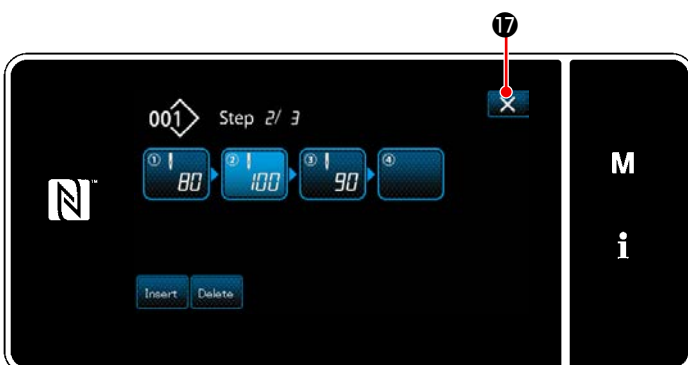 ⓱
001 Step 2/ 3
① 80 ② 100 ③ 90 ④
M
i
Insert Delete